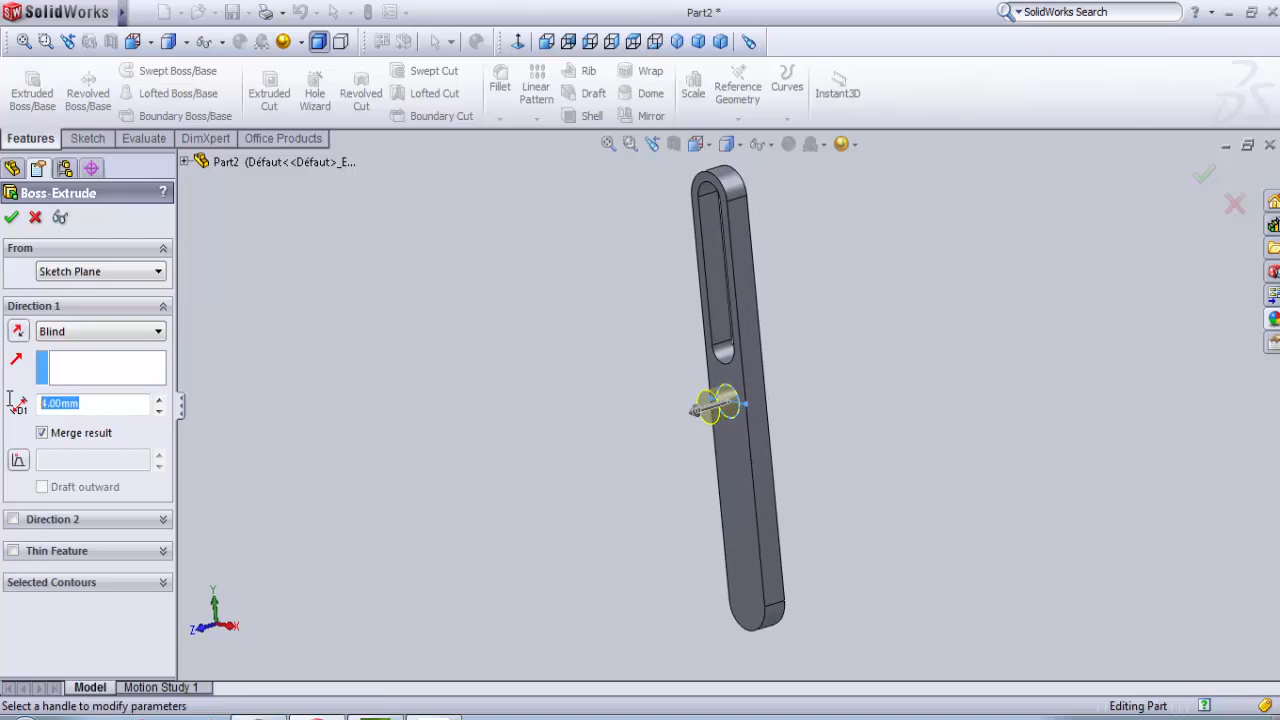 SolidWorks
Part2 *
SolidWorks Search
Extruded Boss/Base
Revolved Boss/Base
Swept Boss/Base
Lofted Boss/Base
Boundary Boss/Base
Extruded Cut
Hole Wizard
Revolved Cut
Swept Cut
Lofted Cut
Boundary Cut
Fillet
Linear Pattern
Rib
Draft
Shell
Wrap
Dome
Mirror
Scale
Reference Geometry
Curves
Instant3D
Features
Sketch
Evaluate
DimXpert
Office Products
Part2 (Défaut<<Défaut>_E...
Boss-Extrude
?
From
Sketch Plane
Direction 1
Blind
D1
4.00mm
Merge result
Draft outward
Direction 2
Thin Feature
Selected Contours
Y
Z
X
Model
Motion Study 1
Select a handle to modify parameters
Editing Part